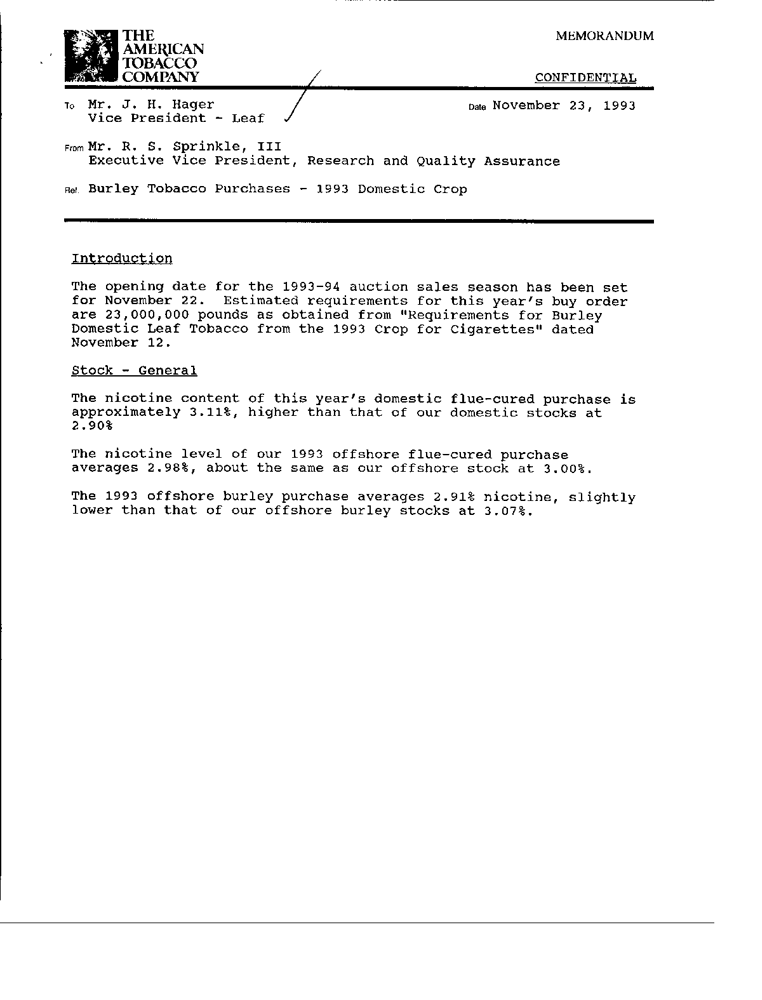 THE
AMERICAN
TOBACCO
COMPANY
MEMORANDUM
CONFIDENTIAL
To Mr. J. H. Hager
Vice President - Leaf
Date November 23, 1993
From Mr. R. S. Sprinkle, III
Executive Vice President, Research and Quality Assurance
Ref. Burley Tobacco Purchases - 1993 Domestic Crop
Introduction
The opening date for the 1993-94 auction sales season has been set
for November 22. Estimated requirements for this year's buy order
are 23,000,000 pounds as obtained from "Requirements for Burley
Domestic Leaf Tobacco from the 1993 Crop for Cigarettes" dated
November 12.
Stock - General
The nicotine content of this year's domestic flue-cured purchase is
approximately 3.11%, higher than that of our domestic stocks at
2.90%
The nicotine level of our 1993 offshore flue-cured purchase
averages 2.98%, about the same as our offshore stock at 3.00%.
The 1993 offshore burley purchase averages 2.91% nicotine, slightly
lower than that of our offshore burley stocks at 3.07%.